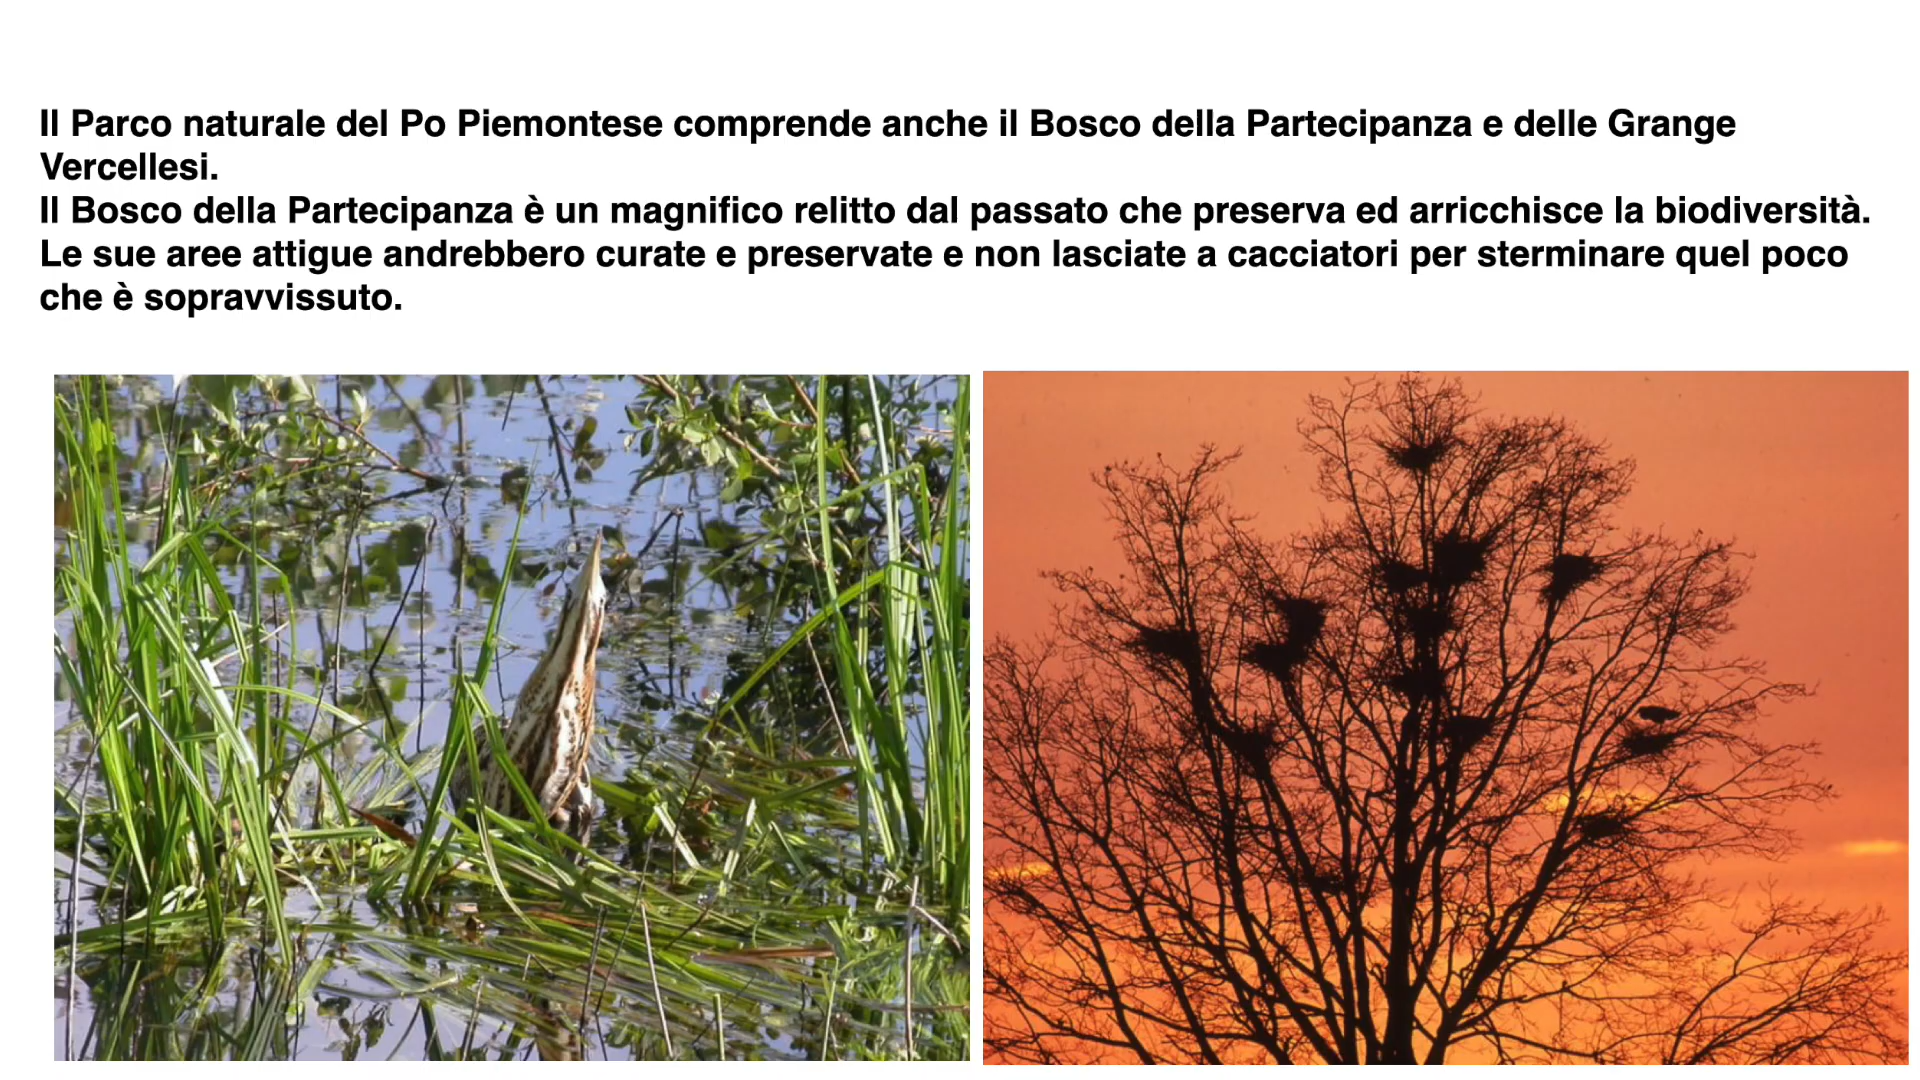 Il Parco naturale del Po Piemontese comprende anche il Bosco della Partecipanza e delle Grange
Vercellesi.
Il Bosco della Partecipanza è un magnifico relitto dal passato che preserva ed arricchisce la biodiversità.
Le sue aree attigue andrebbero curate e preservate e non lasciate a cacciatori per sterminare quel poco
che è sopravvissuto.